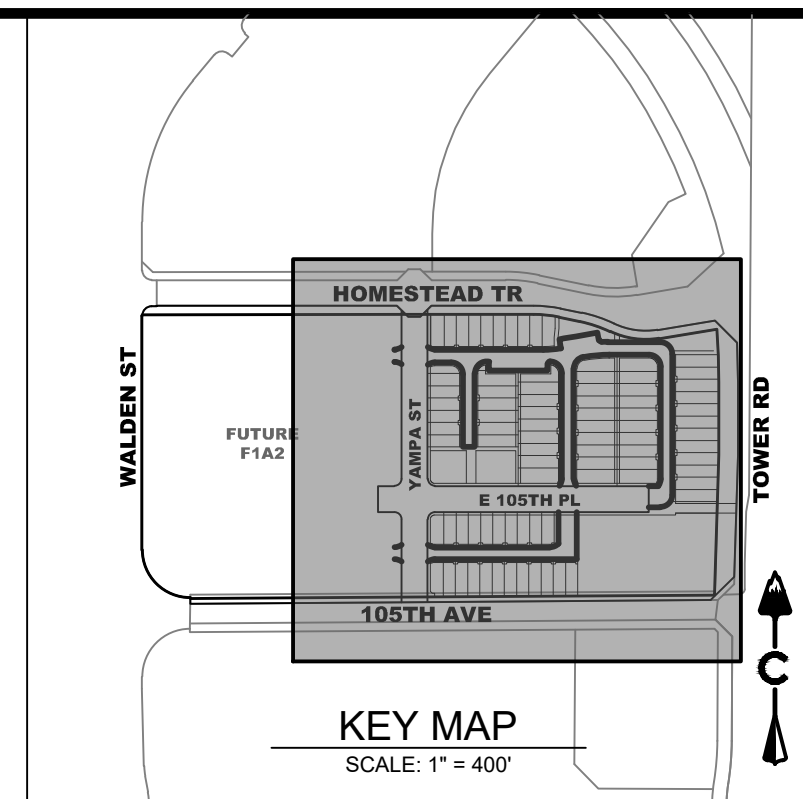 HOMESTEAD TR
WALDEN ST
FUTURE
F1A2
YAMPA ST
TOWER RD
E 105TH PL
105TH AVE
C
KEY MAP
SCALE: 1" = 400'